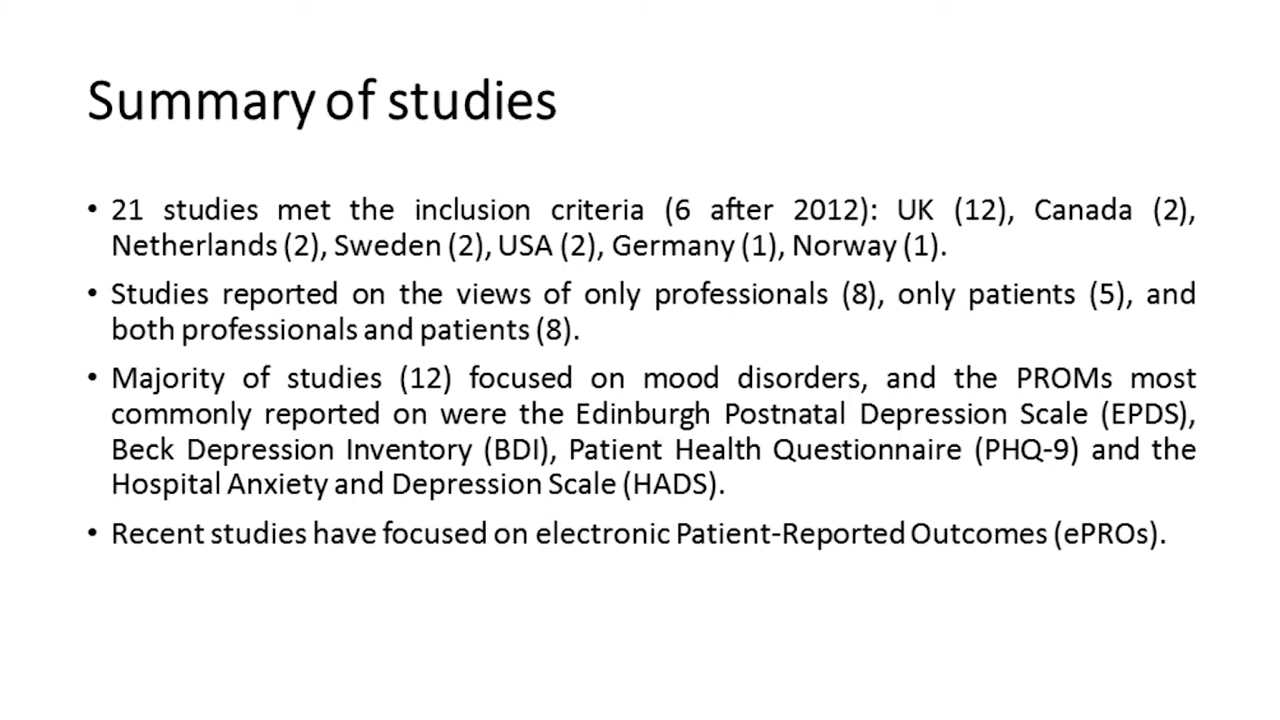 Summary of studies
• 21 studies met the inclusion criteria (6 after 2012): UK (12), Canada (2),
Netherlands (2), Sweden (2), USA (2), Germany (1), Norway (1).
• Studies reported on the views of only professionals (8), only patients (5), and
both professionals and patients (8).
• Majority of studies (12) focused on mood disorders, and the PROMs most
commonly reported on were the Edinburgh Postnatal Depression Scale (EPDS),
Beck Depression Inventory (BDI), Patient Health Questionnaire (PHQ-9) and the
Hospital Anxiety and Depression Scale (HADS).
• Recent studies have focused on electronic Patient-Reported Outcomes (ePROs).